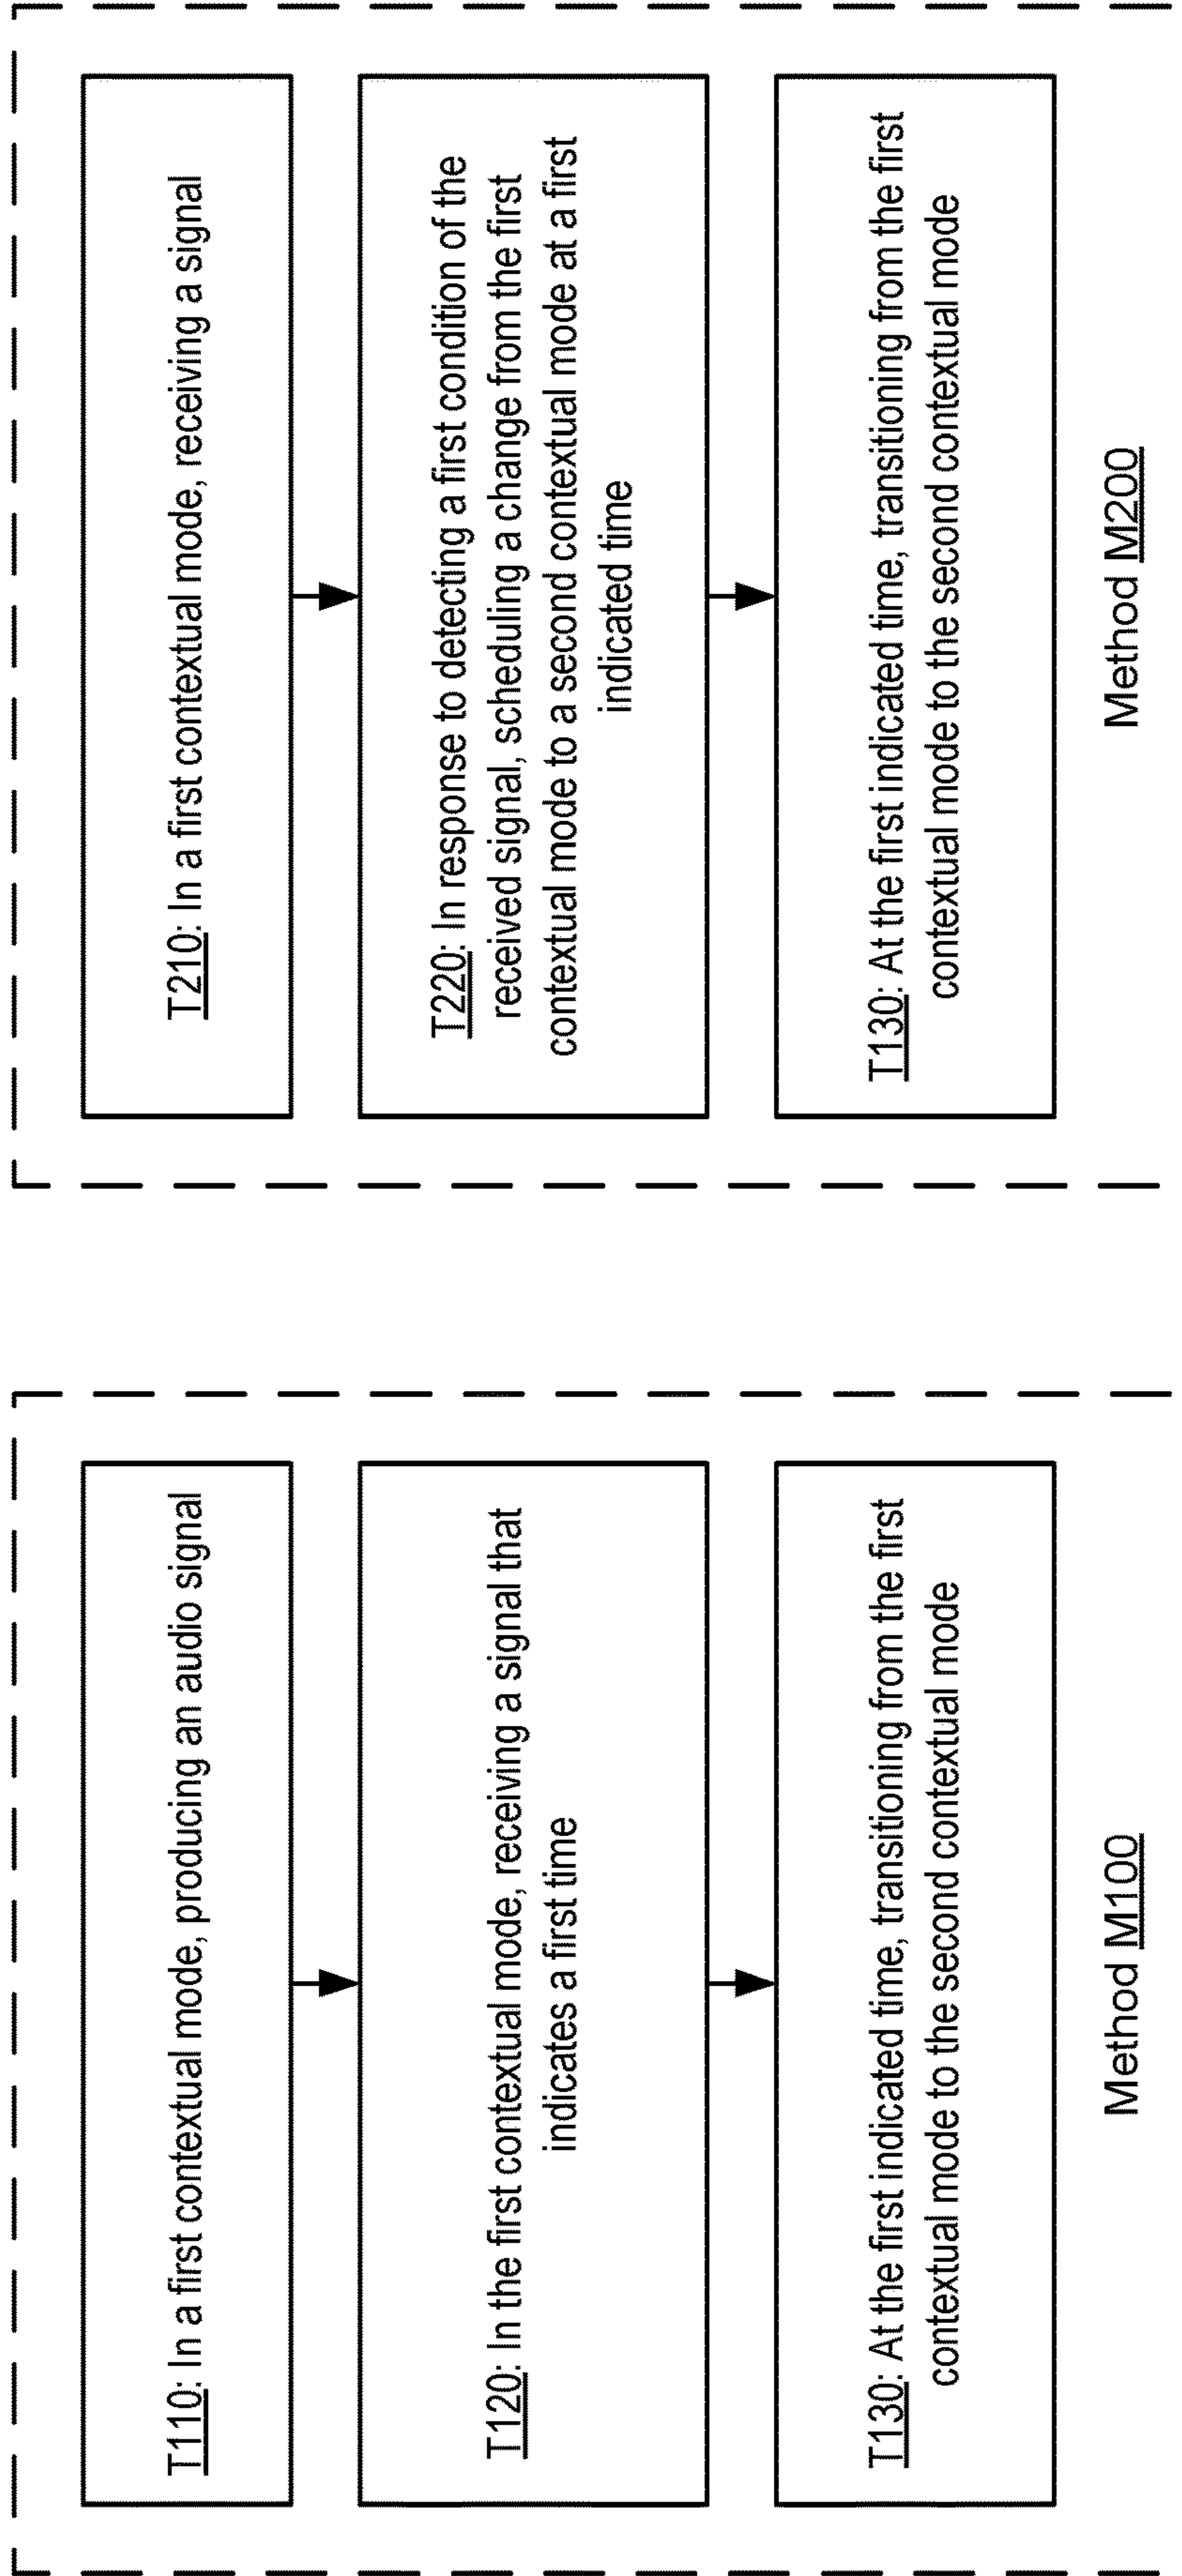 T110: In a first contextual mode, producing an audio signal
T120: In the first contextual mode, receiving a signal that
indicates a first time
T130: At the first indicated time, transitioning from the first
contextual mode to the second contextual mode
Method M100
T210: In a first contextual mode, receiving a signal
T220: In response to detecting a first condition of the
received signal, scheduling a change from the first
contextual mode to a second contextual mode at a first
indicated time
T130: At the first indicated time, transitioning from the first
contextual mode to the second contextual mode
Method M200